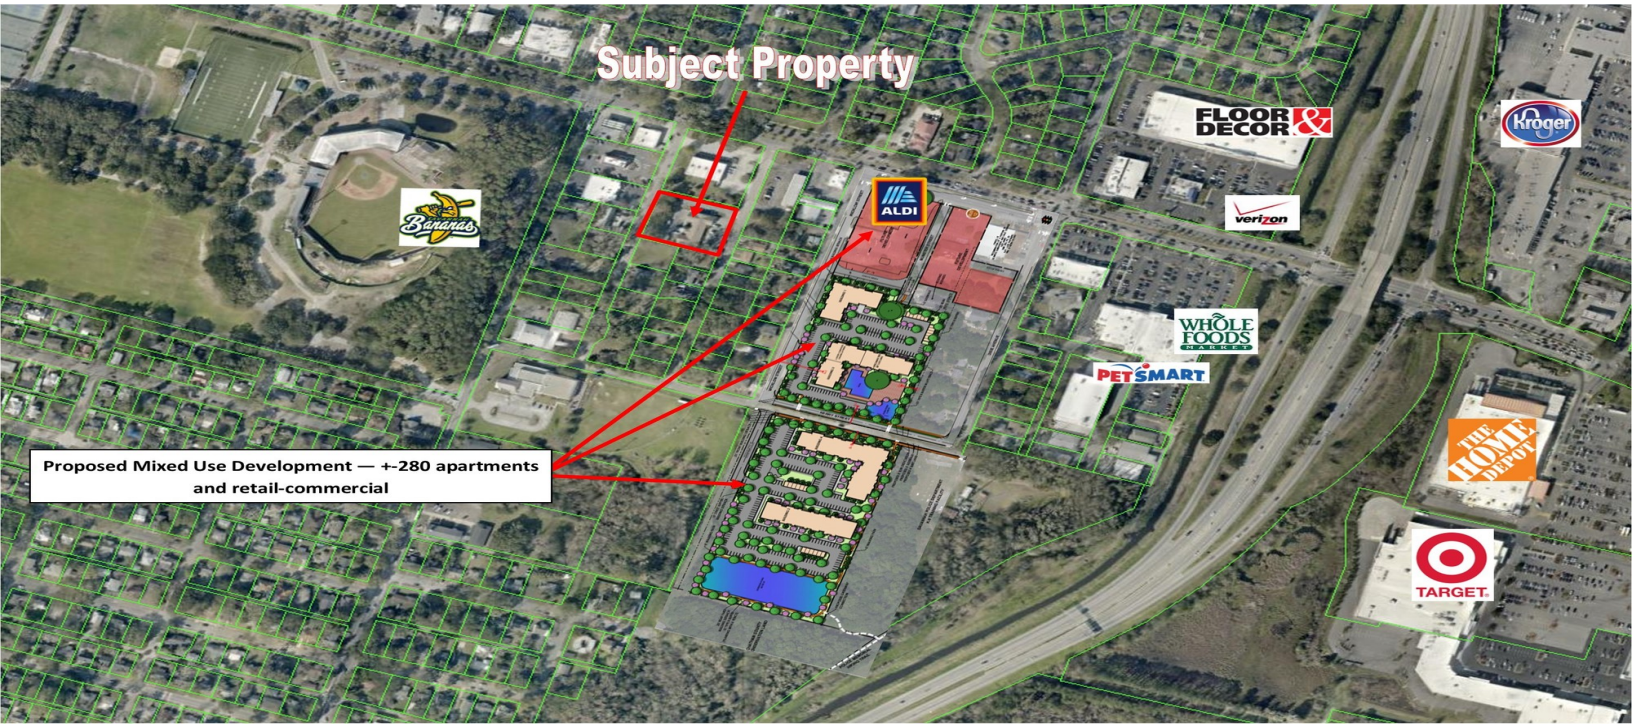 Subject Property
FLOOR
& DECOR
Kroger
ALDI
Bananas
verizon
WHOLE
FOODS
MARKET
PETSMART
Proposed Mixed Use Development — +-280 apartments
and retail-commercial
THE
HOME
DEPOT
TARGET